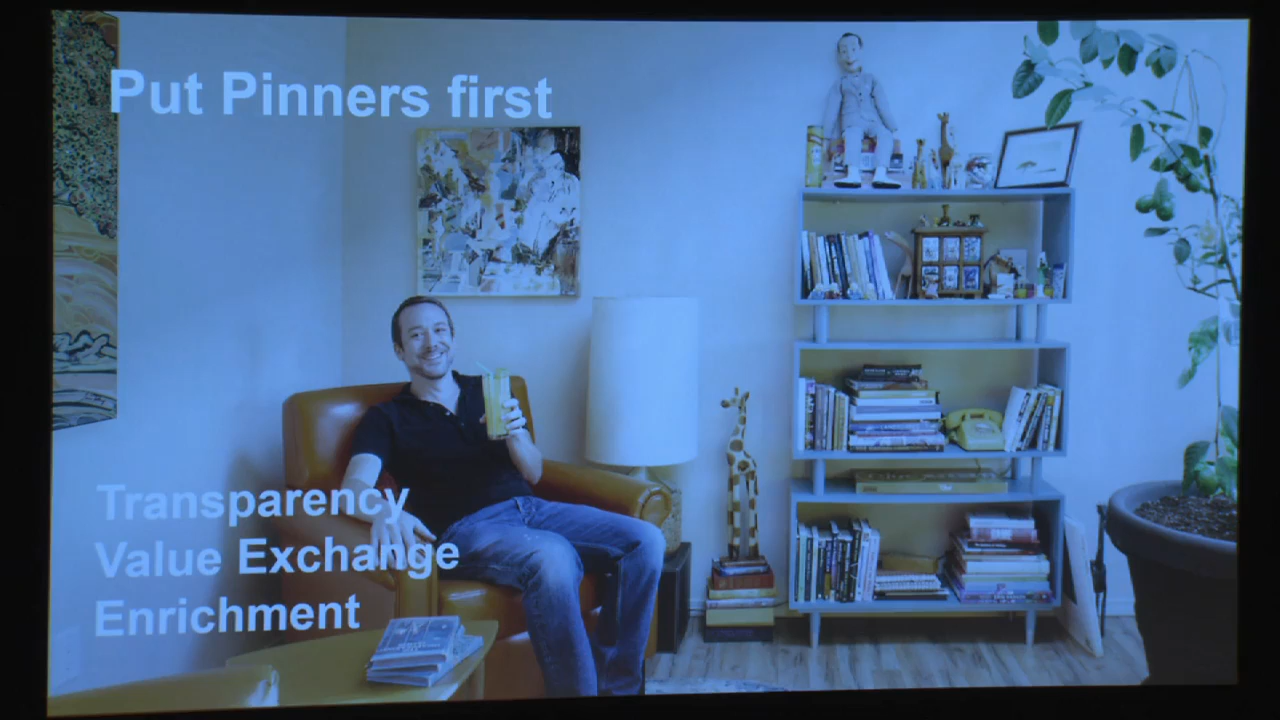 Put Pinners first
Transparency
Value Exchange
Enrichment